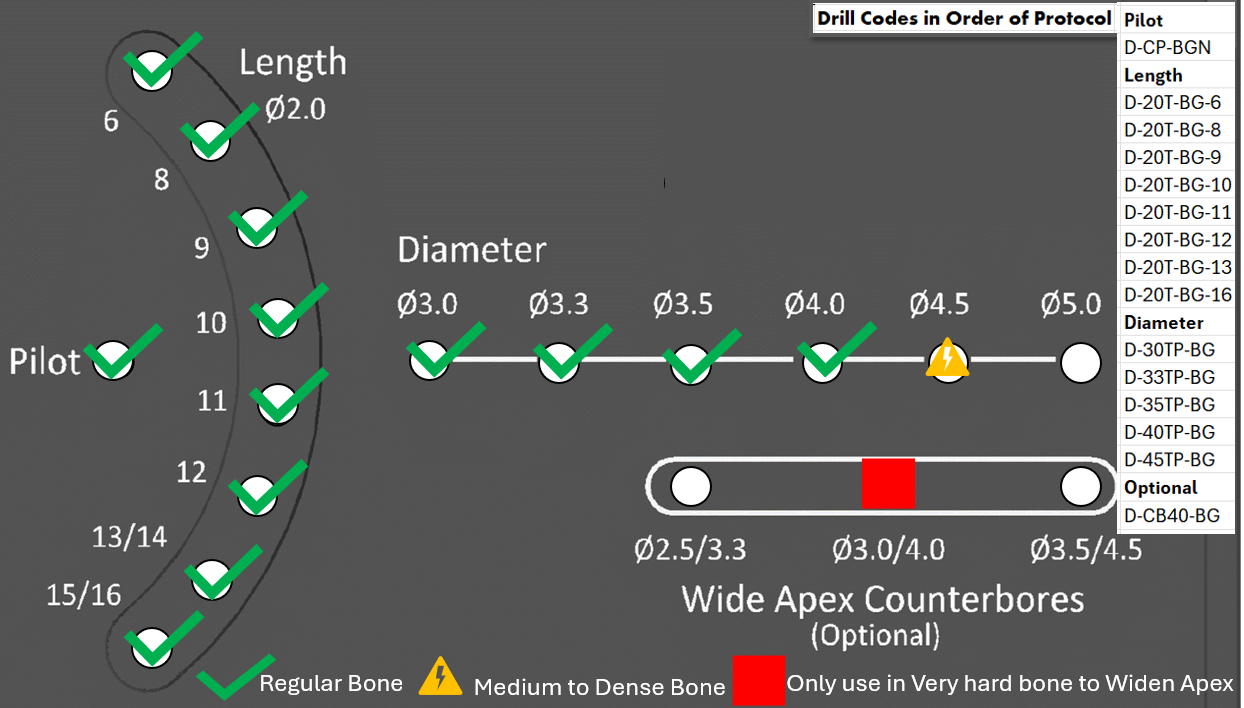 Drill Codes in Order of Protocol
Pilot
D-CP-BGN
Length
D-20T-BG-6
D-20T-BG-8
D-20T-BG-9
D-20T-BG-10
D-20T-BG-11
D-20T-BG-12
D-20T-BG-13
D-20T-BG-16
Diameter
D-30TP-BG
D-33TP-BG
D-35TP-BG
D-40TP-BG
D-45TP-BG
Optional
D-CB40-BG
Length
Ø2.0
6
8
9
10
Pilot
11
12
13/14
15/16
Diameter
Ø3.0 Ø3.3 Ø3.5 Ø4.0 Ø4.5 Ø5.0
Ø2.5/3.3 Ø3.0/4.0 Ø3.5/4.5
Wide Apex Counterbores
(Optional)
Regular Bone
Medium to Dense Bone
Only use in Very hard bone to Widen Apex